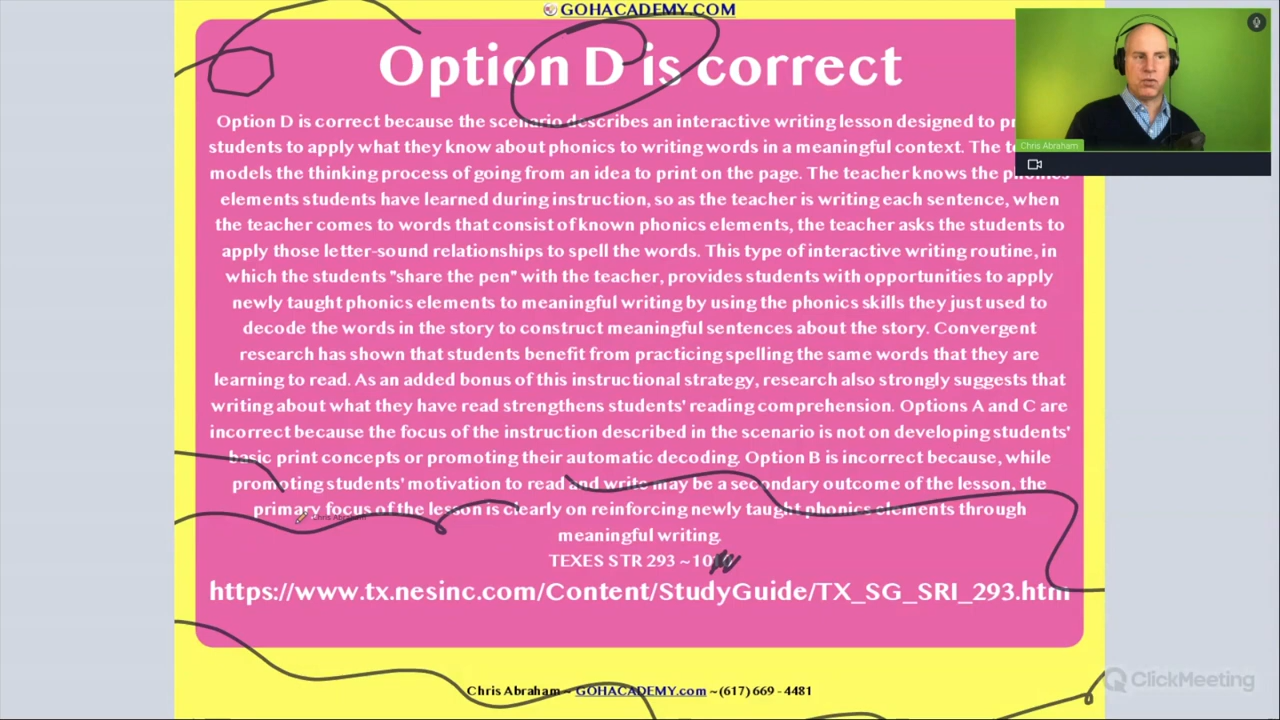 GOHACADEMY.COM
Option D is correct
Option D is correct because the scenario describes an interactive writing lesson designed to
students to apply what they know about phonics to writing words in a meaningful context. The
models the thinking process of going from an idea to print on the page. The teacher knows the phonics
elements students have learned during instruction, so as the teacher is writing each sentence, when
the teacher comes to words that consist of known phonics elements, the teacher asks the students to
apply those letter-sound relationships to spell the words. This type of interactive writing routine, in
which the students "share the pen" with the teacher, provides students with opportunities to apply
newly taught phonics elements to meaningful writing by using the phonics skills they just used to
decode the words in the story to construct meaningful sentences about the story. Convergent
research has shown that students benefit from practicing spelling the same words that they are
learning to read. As an added bonus of this instructional strategy, research also strongly suggests that
writing about what they have read strengthens students' reading comprehension. Options A and C are
incorrect because the focus of the instruction described in the scenario is not on developing students'
basic print concepts or promoting their automatic decoding. Option B is incorrect because, while
promoting students' motivation to read and write may be a secondary outcome of the lesson, the
primary focus of the lesson is clearly on reinforcing newly taught phonics elements through
meaningful writing.
TEXES STR 293 ~
https://www.tx.nesinc.com/Content/StudyGuide/TX_SG_SRI_293.htm
Chris Abraham ~ GOHACADEMY.com ~(617) 669 - 4481
Chris Abraham
Chris Abraham
ClickMeeting